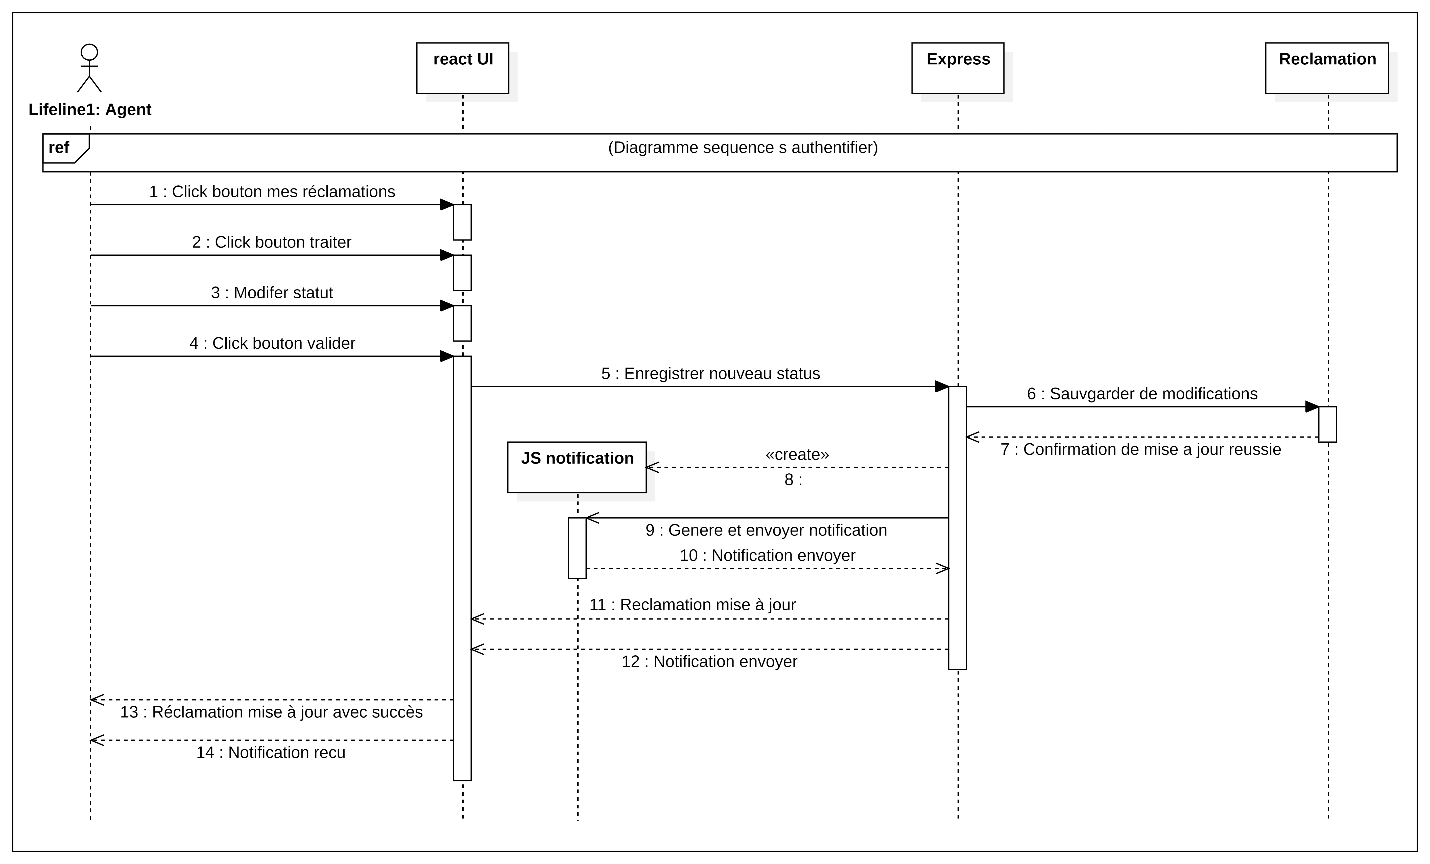 react UI
Express
Reclamation
Lifeline1: Agent
ref
(Diagramme sequence s authentifier)
1 : Click bouton mes réclamations
2 : Click bouton traiter
3 : Modifer statut
4 : Click bouton valider
5 : Enregistrer nouveau status
6 : Sauvgarder de modifications
7 : Confirmation de mise a jour reussie
JS notification
«create»
8 :
9 : Genere et envoyer notification
10 : Notification envoyer
11 : Reclamation mise à jour
12 : Notification envoyer
13 : Réclamation mise à jour avec succès
14 : Notification recu